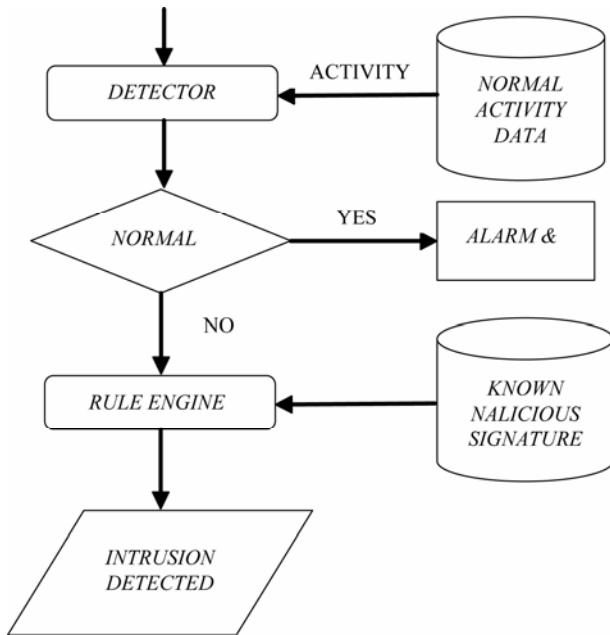 DETECTOR
ACTIVITY
NORMAL
ACTIVITY
DATA
NORMAL
YES
ALARM &
NO
RULE ENGINE
KNOWN
NALICIOUS
SIGNATURE
INTRUSION
DETECTED